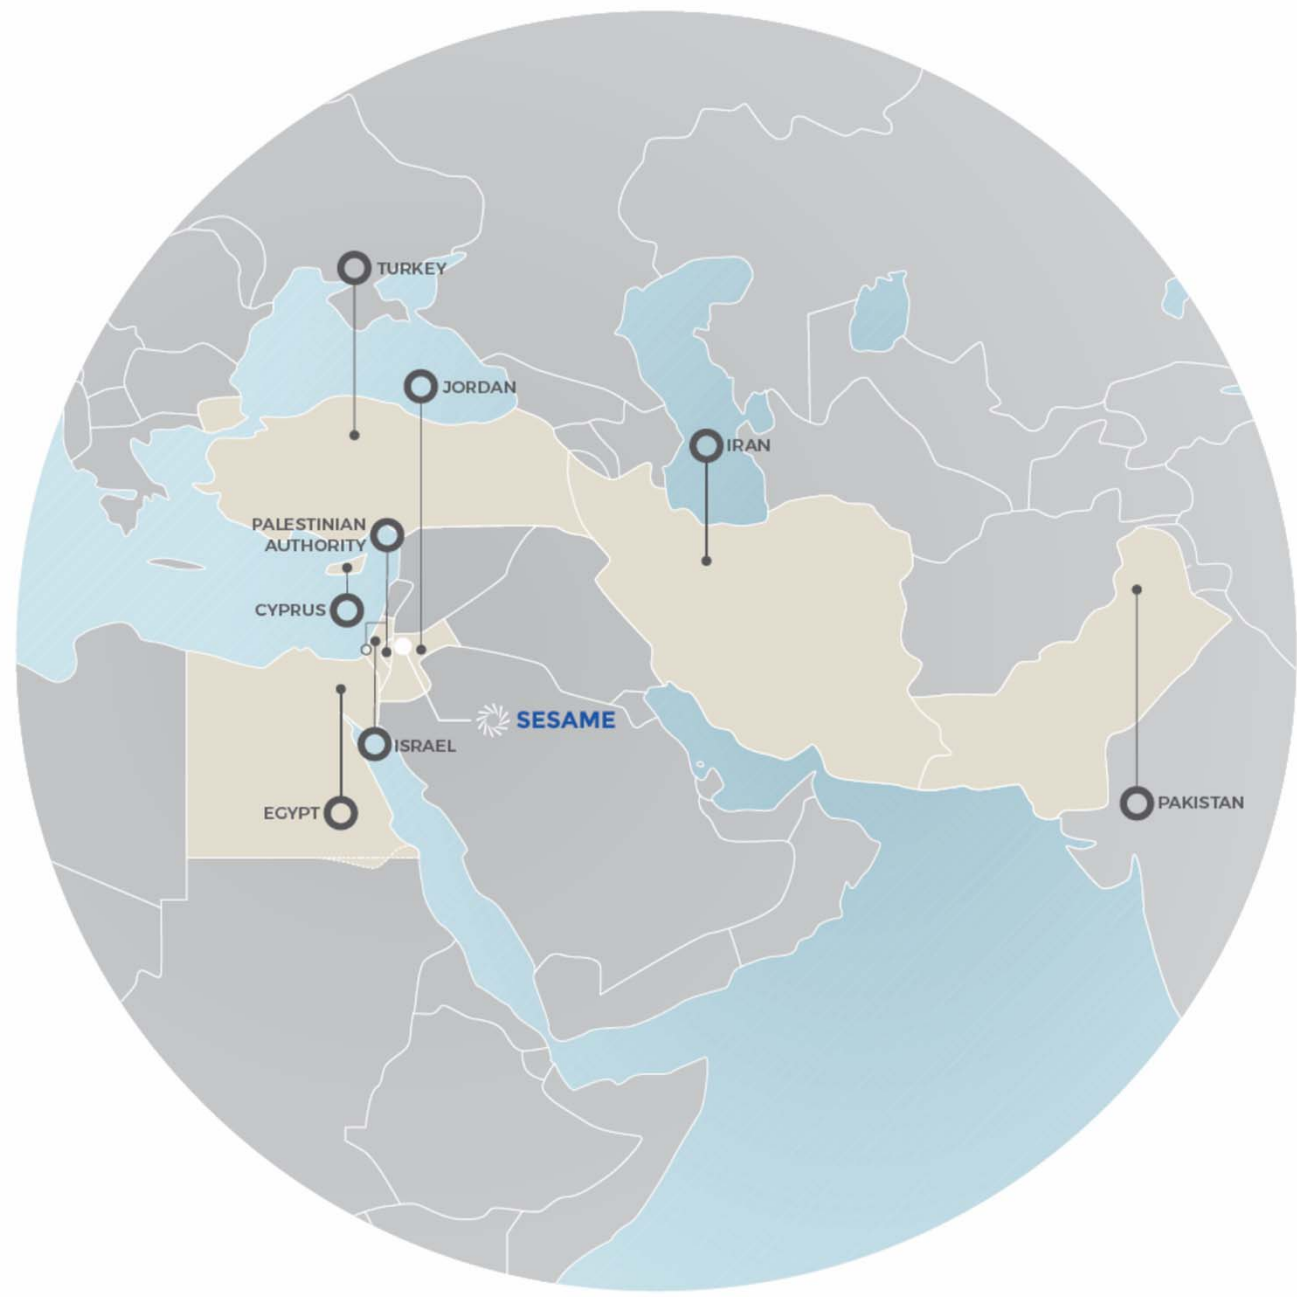 TURKEY
JORDAN
IRAN
PALESTINIAN
AUTHORITY
CYPRUS
SESAME
ISRAEL
EGYPT
PAKISTAN